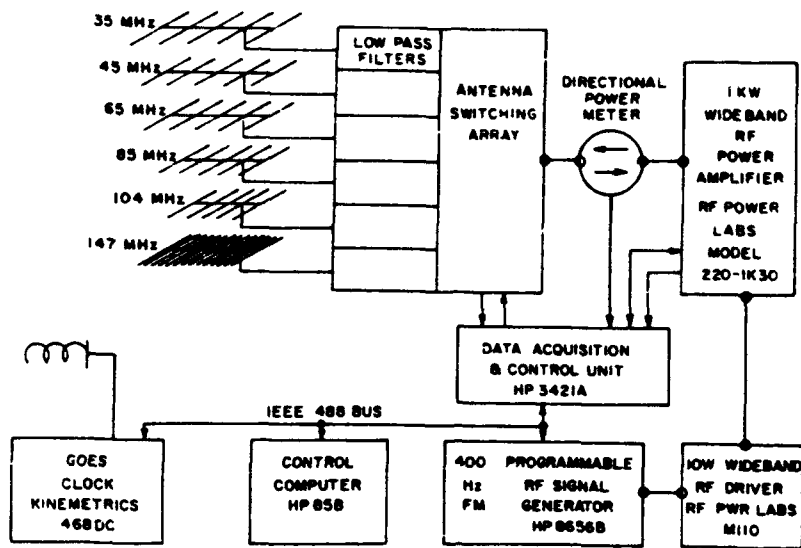 35 MHz
45 MHz
65 MHz
85 MHz
104 MHz
147 MHz
LOW PASS
FILTERS
ANTENNA
SWITCHING
ARRAY
DIRECTIONAL
POWER
METER
1 KW
WIDEBAND
RF
POWER
AMPLIFIER
RF POWER
LABS
MODEL
220-1K30
DATA ACQUISITION
& CONTROL UNIT
HP 3421A
IEEE 488 BUS
GOES
CLOCK
KINEMETRICS
468DC
CONTROL
COMPUTER
HP 85B
400 PROGRAMMABLE
Hz RF SIGNAL
FM GENERATOR
HP 8656B
10W WIDEBAND
RF DRIVER
RF PWR LABS
M110